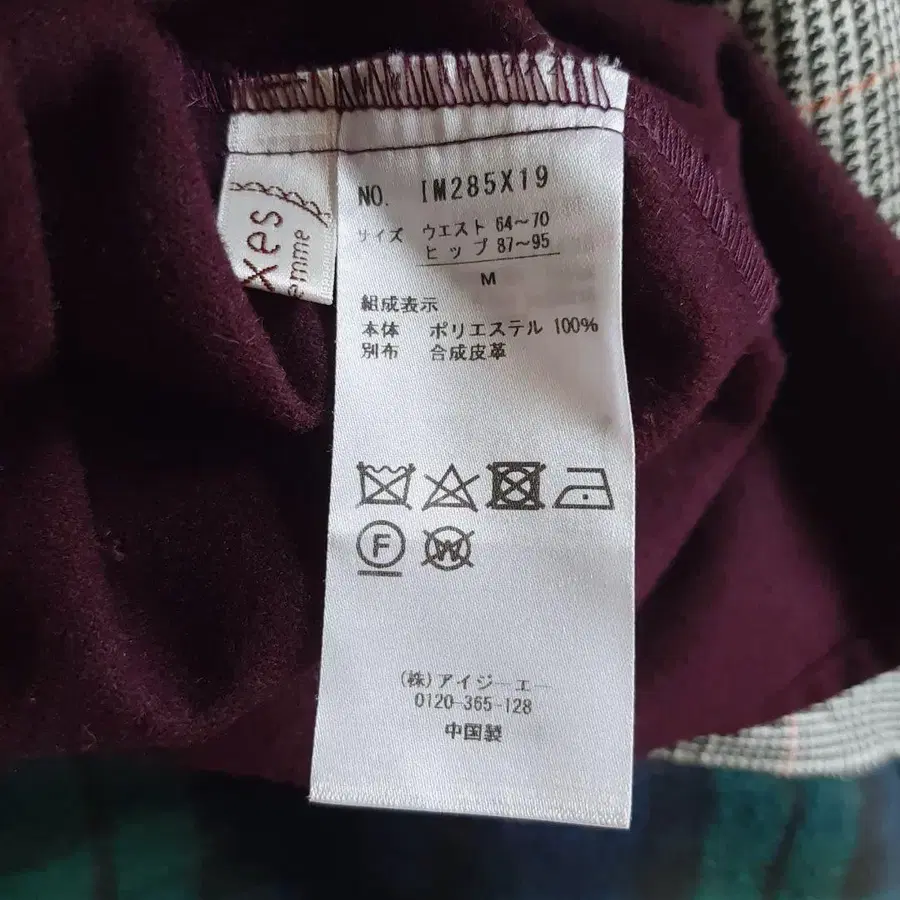 xes
emme
NO. IM285X19
サイズ ウエスト 64～70
ヒップ 87～95
M
組成表示
本体 ポリエステル 100%
別布 合成皮革
F
W
(株)アイジーエー
0120-365-128
中国製